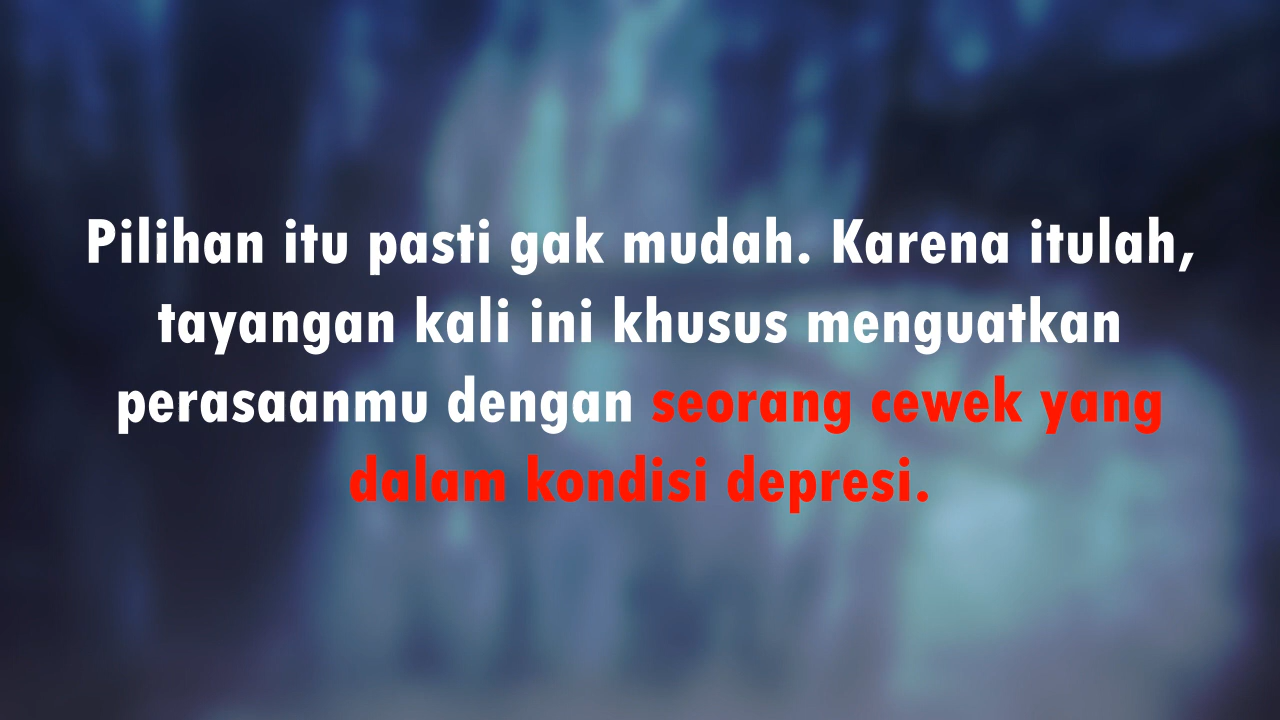 Pilihan itu pasti gak mudah. Karena itulah,
tayangan kali ini khusus menguatkan
perasaanmu dengan seorang cewek yang
dalam kondisi depresi.